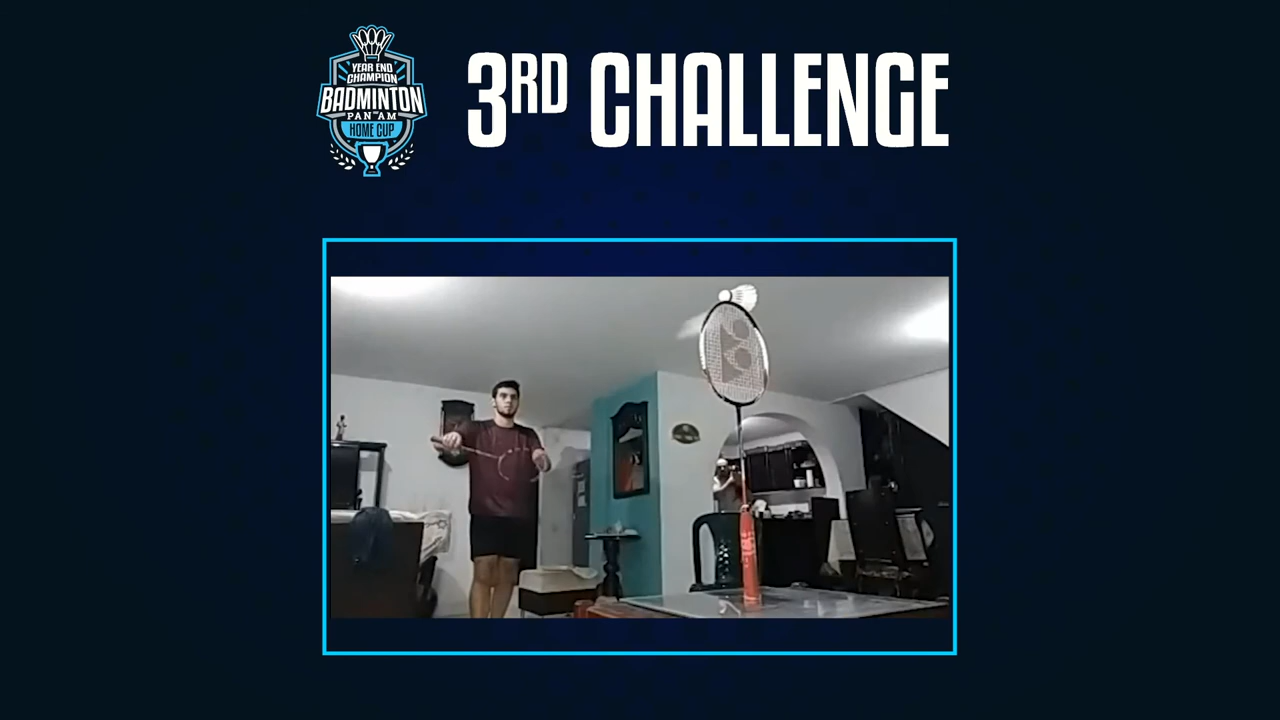 YEAR END
CHAMPION
BADMINTON
PAN AM
HOME CUP
3RD CHALLENGE